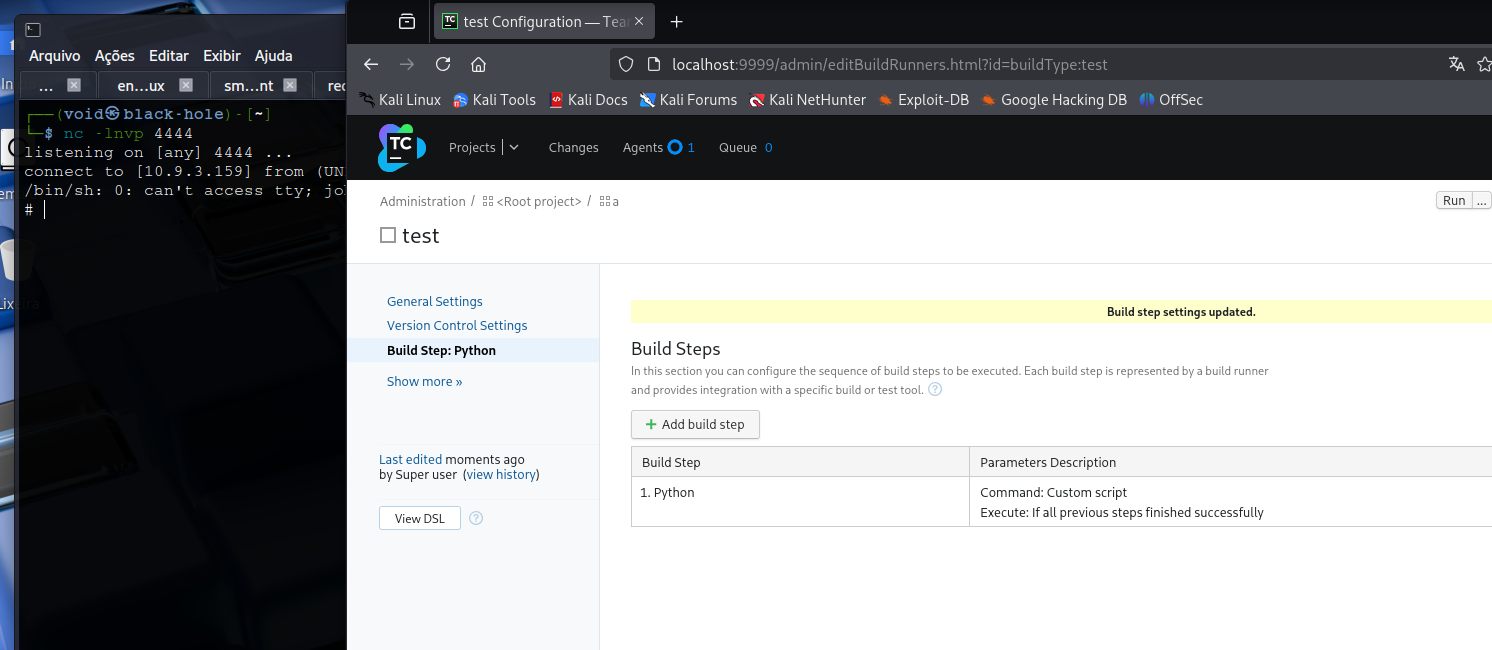 Arquivo Ações Editar Exibir Ajuda
... en...ux sm...nt
┌──(void㉿black-hole)-[~]
└─$ nc -lnvp 4444
listening on [any] 4444 ...
connect to [10.9.3.159] from (UN
/bin/sh: 0: can't access tty; jo
#
TC test Configuration — Tea
localhost:9999/admin/editBuildRunners.html?id=buildType:test
Kali Linux Kali Tools Kali Docs Kali Forums Kali NetHunter Exploit-DB Google Hacking DB OffSec
TC Projects Changes Agents 1 Queue 0
Administration / <Root project> / a
Run ...
test
General Settings
Version Control Settings
Build Step: Python
Show more »
Last edited moments ago
by Super user (view history)
View DSL ?
Build step settings updated.
Build Steps
In this section you can configure the sequence of build steps to be executed. Each build step is represented by a build runner
and provides integration with a specific build or test tool. ?
+ Add build step
Build Step Parameters Description
1. Python Command: Custom script
Execute: If all previous steps finished successfully